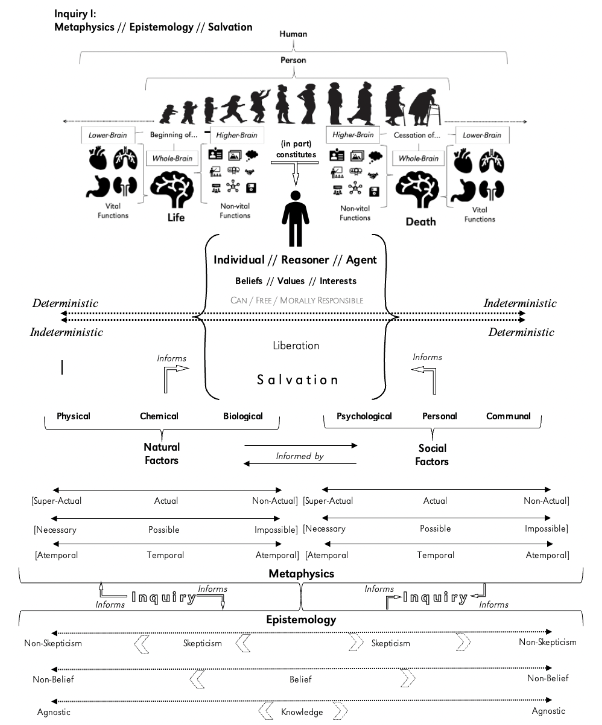 Inquiry I:
Metaphysics // Epistemology // Salvation
Human
Person
Lower-Brain
Beginning of...
Higher-Brain
Whole-Brain
Vital
Functions
Life
Non-vital
Functions
(in part)
constitutes
Higher-Brain
Cessation of...
Lower-Brain
Whole-Brain
Non-vital
Functions
Death
Vital
Functions
Individual // Reasoner // Agent
Beliefs // Values // Interests
CAN / FREE / MORALLY RESPONSIBLE
Deterministic
Indeterministic
Indeterministic
Deterministic
Liberation
Salvation
Informs
Informs
Physical Chemical Biological
Psychological Personal Communal
Natural
Factors
Informed by
Social
Factors
[Super-Actual Actual Non-Actual] [Super-Actual Actual Non-Actual]
[Necessary Possible Impossible] [Necessary Possible Impossible]
[Atemporal Temporal Atemporal] [Atemporal Temporal Atemporal]
Metaphysics
Informs Inquiry Informs
Informs Inquiry Informs
Epistemology
Non-Skepticism Skepticism Skepticism Non-Skepticism
Non-Belief Belief Non-Belief
Agnostic Knowledge Agnostic